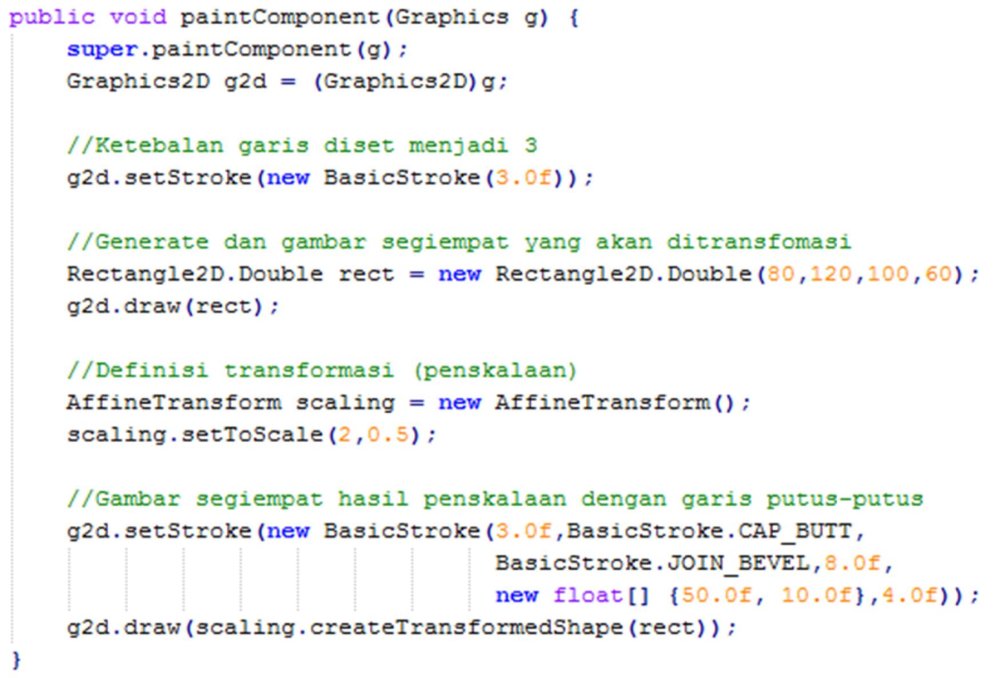 public void paintComponent(Graphics g) {
    super.paintComponent(g);
    Graphics2D g2d = (Graphics2D)g;
    //Ketebalan garis diset menjadi 3
    g2d.setStroke(new BasicStroke(3.0f));
    //Generate dan gambar segiempat yang akan ditransfomasi
    Rectangle2D.Double rect = new Rectangle2D.Double(80,120,100,60);
    g2d.draw(rect);
    //Definisi transformasi (penskalaan)
    AffineTransform scaling = new AffineTransform();
    scaling.setToScale(2,0.5);
    //Gambar segiempat hasil penskalaan dengan garis putus-putus
    g2d.setStroke(new BasicStroke(3.0f,BasicStroke.CAP_BUTT,
                                  BasicStroke.JOIN_BEVEL,8.0f,
                                  new float[] {50.0f, 10.0f},4.0f));
    g2d.draw(scaling.createTransformedShape(rect));
}